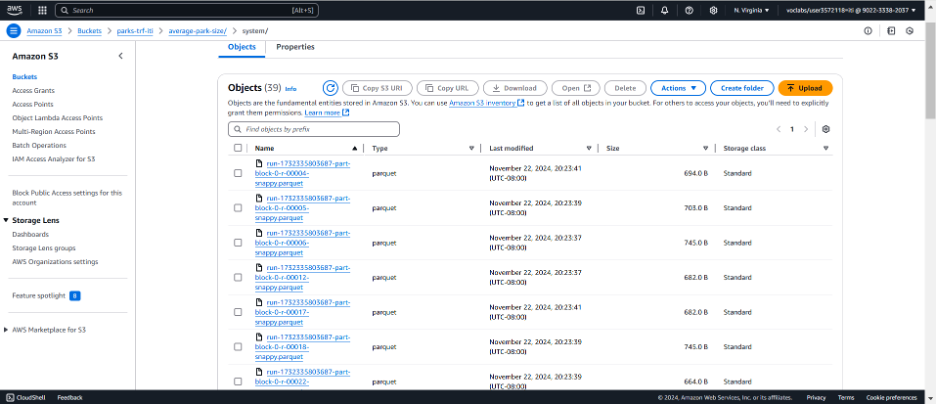 aws
Search [Alt+S] N. Virginia voclabs/user3572118=iti @ 9022-3338-2037
Amazon S3 > Buckets > parks-trf-iti > average-park-size/ > system/
Amazon S3
Buckets
Access Grants
Access Points
Object Lambda Access Points
Multi-Region Access Points
Batch Operations
IAM Access Analyzer for S3
Block Public Access settings for this
account
Storage Lens
Dashboards
Storage Lens groups
AWS Organizations settings
Feature spotlight 8
AWS Marketplace for S3
Objects Properties
Objects (39) Info Copy S3 URI Copy URL Download Open Delete Actions Create folder Upload
Objects are the fundamental entities stored in Amazon S3. You can use Amazon S3 inventory to get a list of all objects in your bucket. For others to access your objects, you'll need to explicitly
grant them permissions. Learn more
Find objects by prefix 1
Name Type Last modified Size Storage class
run-1732335803687-part-
block-0-r-00004-
snappy.parquet
parquet
November 22, 2024, 20:23:41
(UTC-08:00)
694.0 B
Standard
run-1732335803687-part-
block-0-r-00005-
snappy.parquet
parquet
November 22, 2024, 20:23:39
(UTC-08:00)
703.0 B
Standard
run-1732335803687-part-
block-0-r-00006-
snappy.parquet
parquet
November 22, 2024, 20:23:37
(UTC-08:00)
745.0 B
Standard
run-1732335803687-part-
block-0-r-00012-
snappy.parquet
parquet
November 22, 2024, 20:23:37
(UTC-08:00)
682.0 B
Standard
run-1732335803687-part-
block-0-r-00017-
snappy.parquet
parquet
November 22, 2024, 20:23:41
(UTC-08:00)
682.0 B
Standard
run-1732335803687-part-
block-0-r-00018-
snappy.parquet
parquet
November 22, 2024, 20:23:39
(UTC-08:00)
745.0 B
Standard
run-1732335803687-part-
block-0-r-00022-
parquet
November 22, 2024, 20:23:39
664.0 B
Standard
CloudShell Feedback © 2024, Amazon Web Services, Inc. or its affiliates. Privacy Terms Cookie preferences